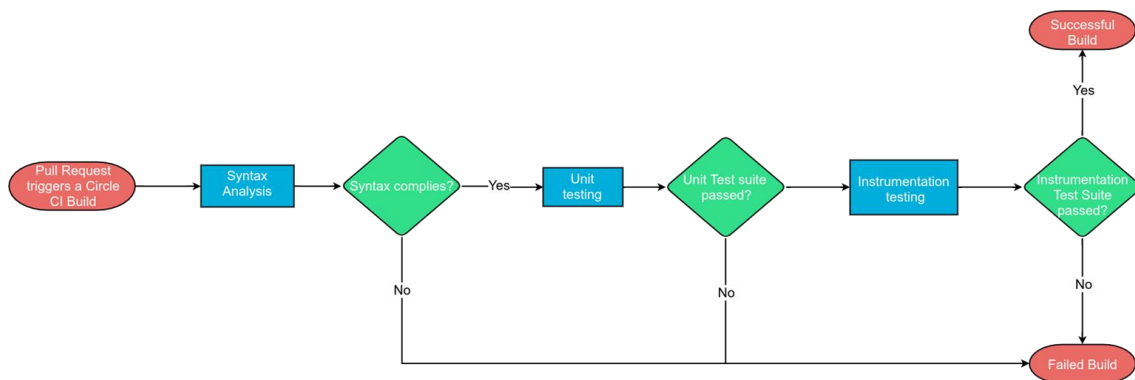 Successful
Build
Yes
Pull Request
triggers a Circle
CI Build
Syntax
Analysis
Syntax complies?
Yes
Unit
testing
Unit Test suite
passed?
Instrumentation
testing
Instrumentation
Test Suite
passed?
No
No
No
Failed Build